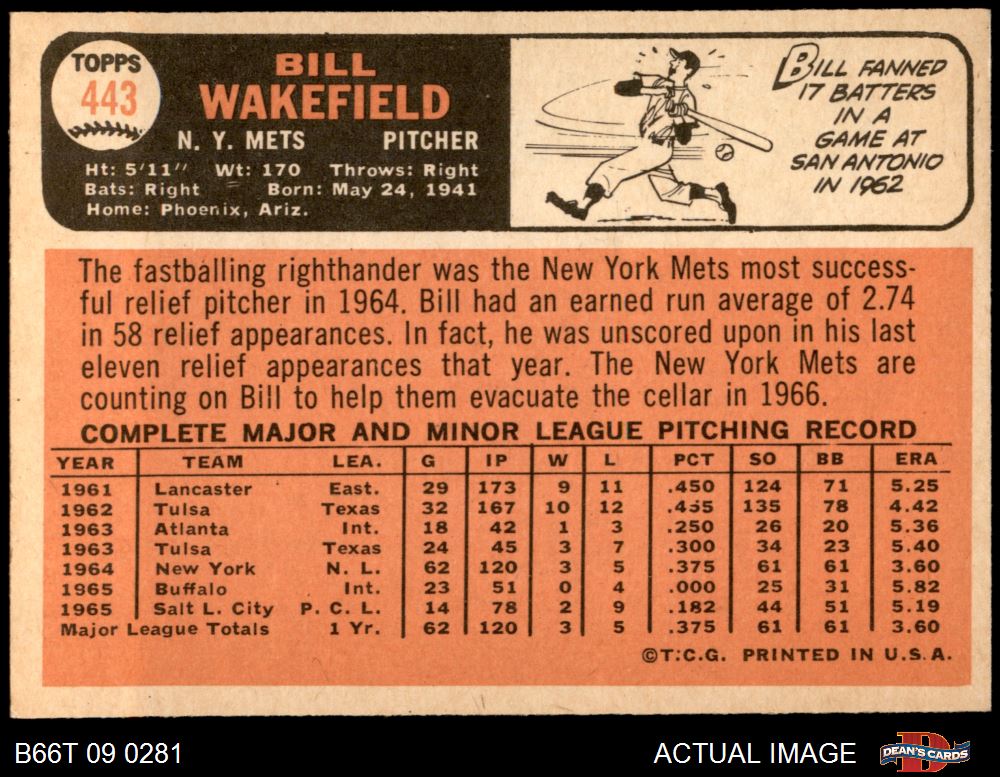 TOPPS
443
BILL
WAKEFIELD
N. Y. METS PITCHER
Ht: 5'11" Wt: 170 Throws: Right
Bats: Right Born: May 24, 1941
Home: Phoenix, Ariz.
BILL FANNED
17 BATTERS
IN A
GAME AT
SAN ANTONIO
IN 1962
The fastballing righthander was the New York Mets most success-
ful relief pitcher in 1964. Bill had an earned run average of 2.74
in 58 relief appearances. In fact, he was unscored upon in his last
eleven relief appearances that year. The New York Mets are
counting on Bill to help them evacuate the cellar in 1966.
COMPLETE MAJOR AND MINOR LEAGUE PITCHING RECORD
YEAR TEAM LEA. G IP W L PCT SO BB ERA
1961 Lancaster East. 29 173 9 11 .450 124 71 5.25
1962 Tulsa Texas 32 167 10 12 .455 135 78 4.42
1963 Atlanta Int. 18 42 1 3 .250 26 20 5.36
1963 Tulsa Texas 24 45 3 7 .300 34 23 5.40
1964 New York N. L. 62 120 3 5 .375 61 61 3.60
1965 Buffalo Int. 23 51 0 4 .000 25 31 5.82
1965 Salt L. City P. C. L. 14 78 2 9 .182 44 51 5.19
Major League Totals 1 Yr. 62 120 3 5 .375 61 61 3.60
©T.C.G. PRINTED IN U.S.A.
B66T 09 0281 ACTUAL IMAGE DEAN'S CARDS